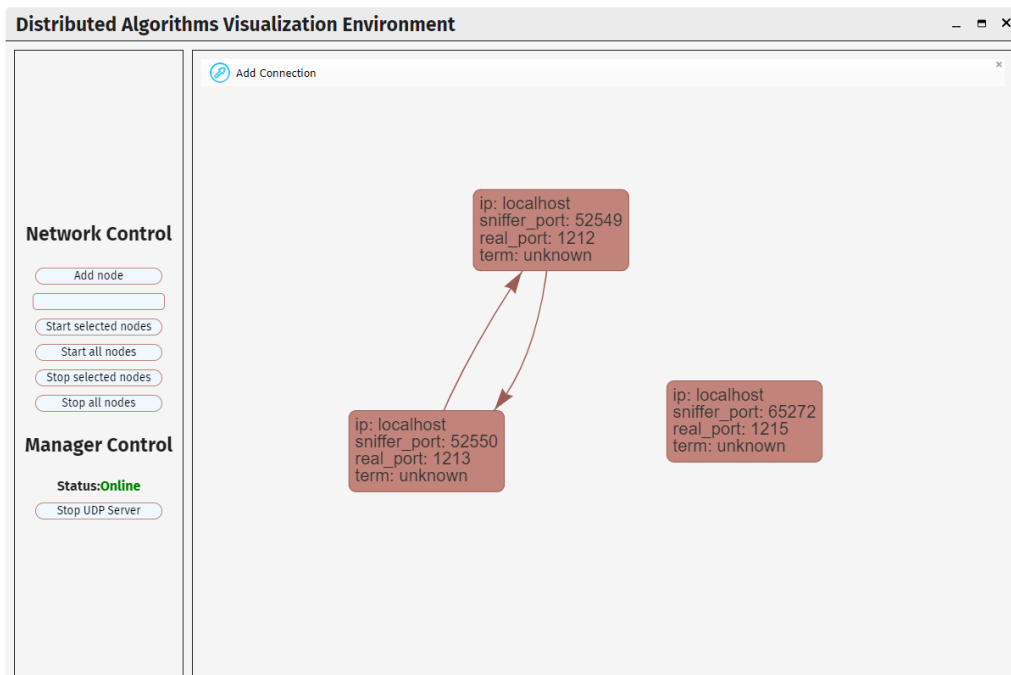 Distributed Algorithms Visualization Environment
Network Control
Add node
Start selected nodes
Start all nodes
Stop selected nodes
Stop all nodes
Manager Control
Status:Online
Stop UDP Server
Add Connection
ip: localhost
sniffer_port: 52549
real_port: 1212
term: unknown
ip: localhost
sniffer_port: 52550
real_port: 1213
term: unknown
ip: localhost
sniffer_port: 65272
real_port: 1215
term: unknown